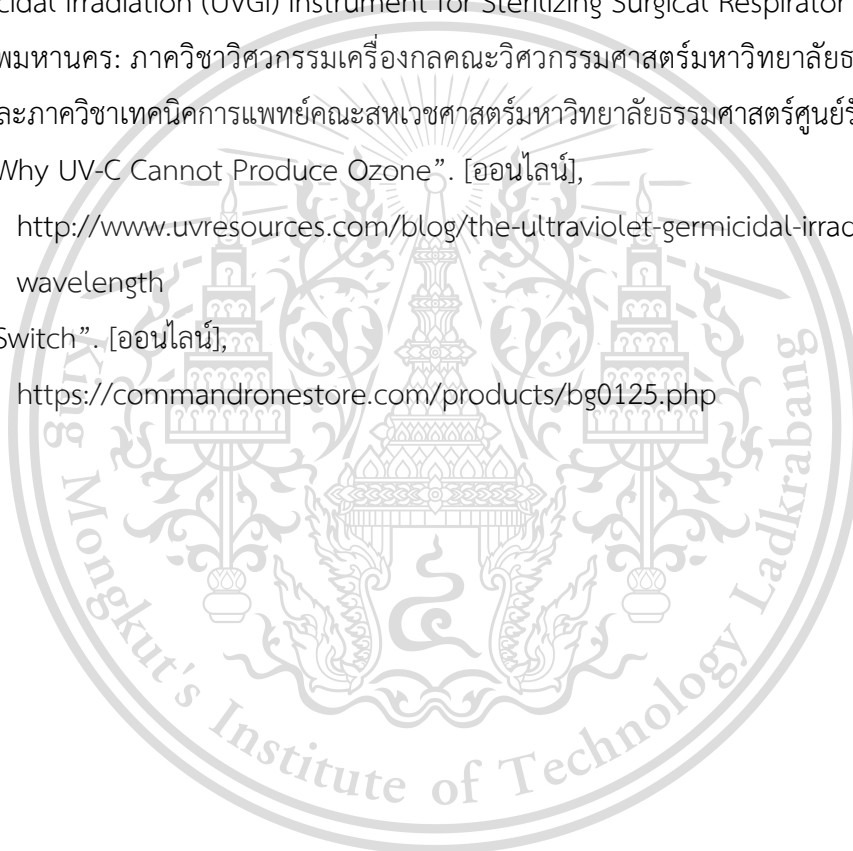 cidal Irradiation (UVGI) Instrument for Sterilizing Surgical Respirator
พมหานคร: ภาควิชาวิศวกรรมเครื่องกลคณะวิศวกรรมศาสตร์มหาวิทยาลัยธ
ละภาควิชาเทคนิคการแพทย์คณะสหเวชศาสตร์มหาวิทยาลัยธรรมศาสตร์ศูนย์รั
Why UV-C Cannot Produce Ozone”. [ออนไลน์],
http://www.uvresources.com/blog/the-ultraviolet-germicidal-irrad
wavelength
Switch”. [ออนไลน์],
https://commandronestore.com/products/bg0125.php
g Mongkut's Institute of Technology Ladkrabang